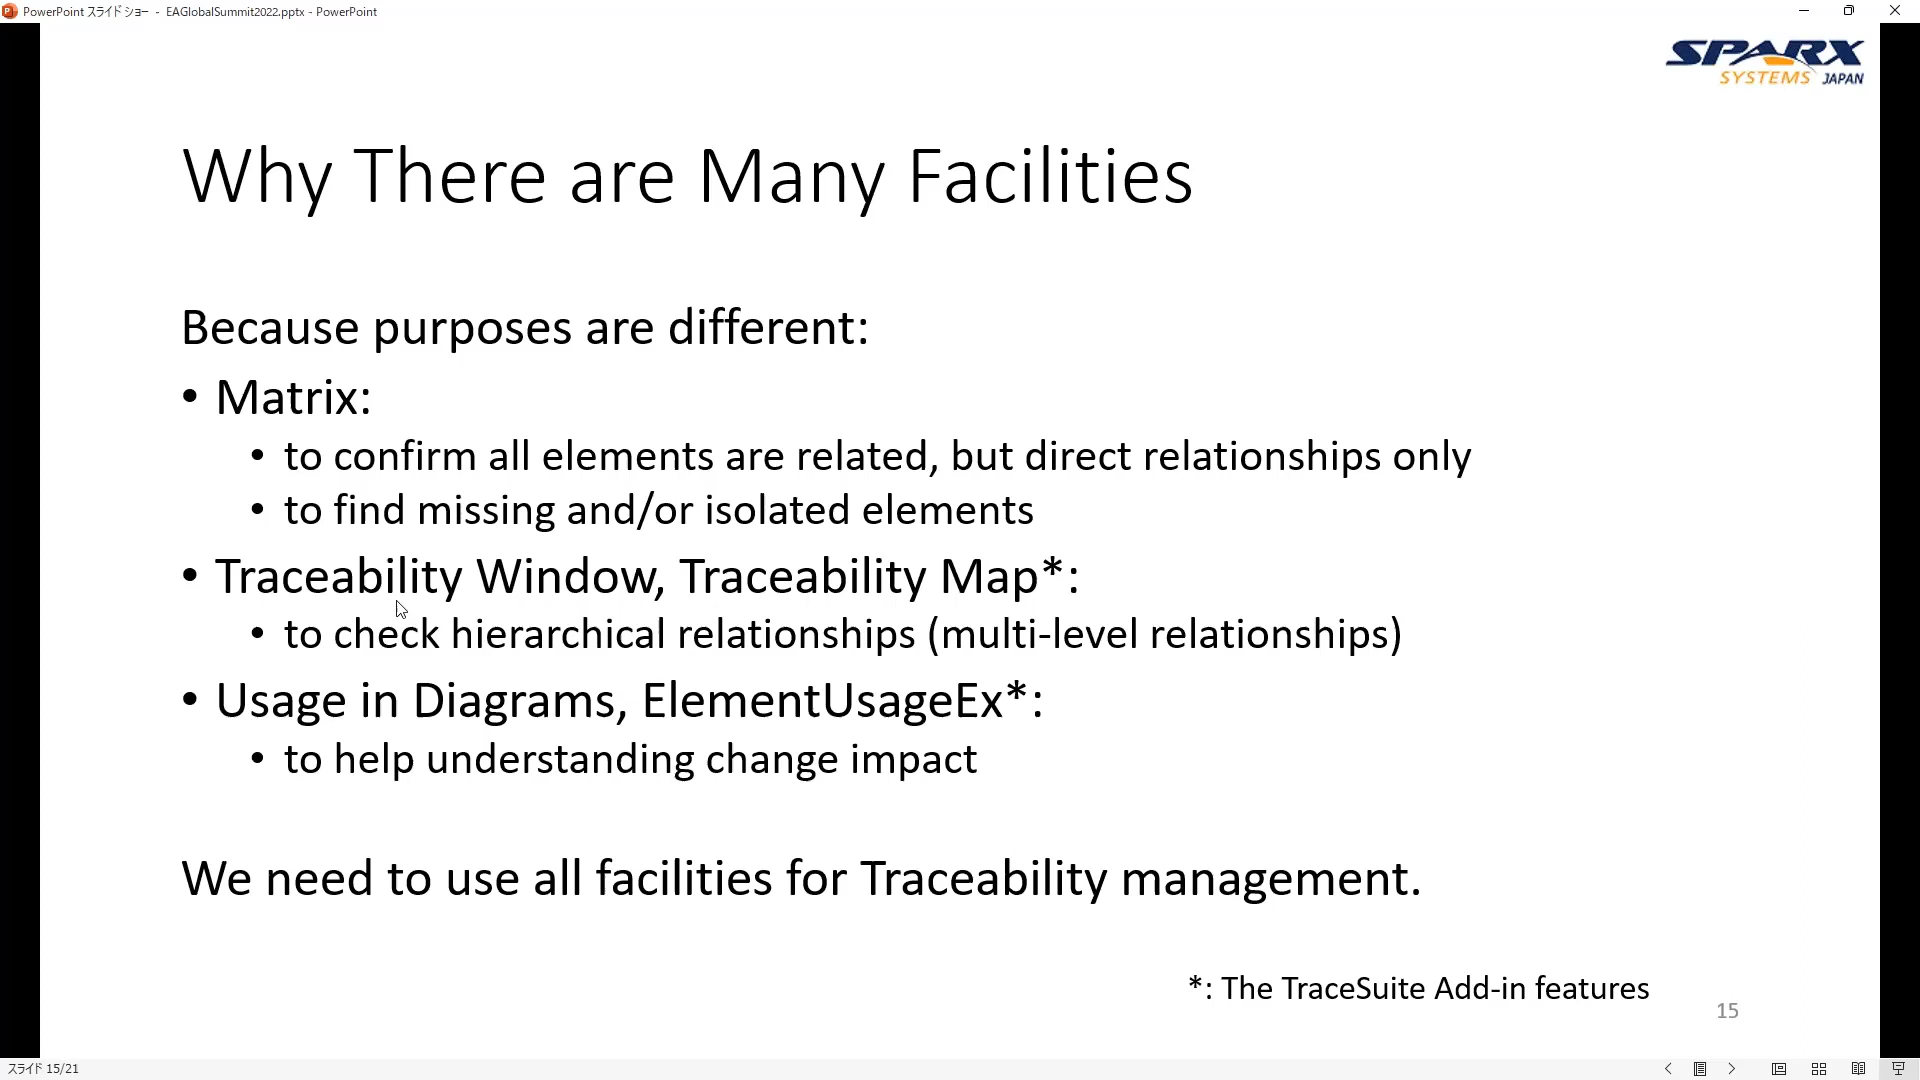 PowerPoint スライド ショー - EAGlobalSummit2022.pptx - PowerPoint
SPARX
SYSTEMS JAPAN
Why There are Many Facilities
Because purposes are different:
• Matrix:
• to confirm all elements are related, but direct relationships only
• to find missing and/or isolated elements
• Traceability Window, Traceability Map*:
• to check hierarchical relationships (multi-level relationships)
• Usage in Diagrams, ElementUsageEx*:
• to help understanding change impact
We need to use all facilities for Traceability management.
*: The TraceSuite Add-in features
15
スライド 15/21